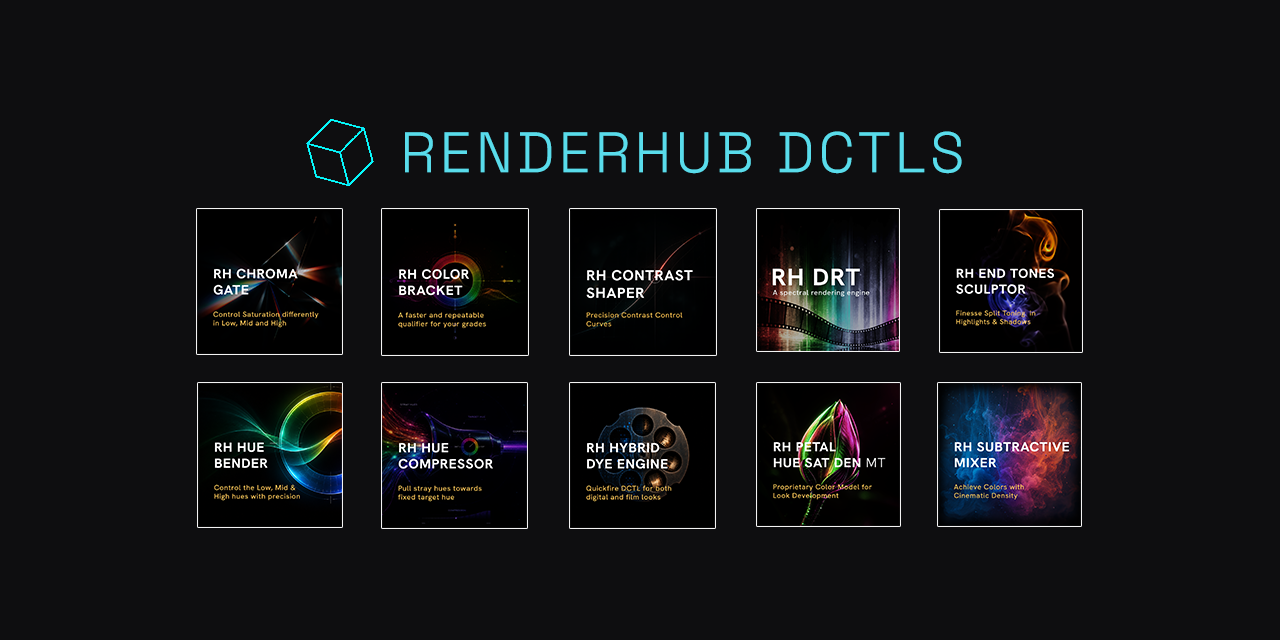 RENDERHUB DCTLS
RH CHROMA
GATE
Control Saturation differently
in Low, Mid and High
RH COLOR
BRACKET
A faster and repeatable
qualifier for your grades
RH CONTRAST
SHAPER
Precision Contrast Control
Curves
RH DRT
A spectral rendering engine
RH END TONES
SCULPTOR
Finesse Split Toning, in
Highlights & Shadows
RH HUE
BENDER
Control the Low, Mid &
High hues with precision
RH HUE
COMPRESSOR
Pull stray hues towards
fixed target hue
RH HYBRID
DYE ENGINE
Quickfire DCTL for both
digital and film looks
RH PETAL
HUE SAT DEN MT
Proprietary Color Model for
Look Development
RH SUBTRACTIVE
MIXER
Achieve Colors with
Cinematic Density